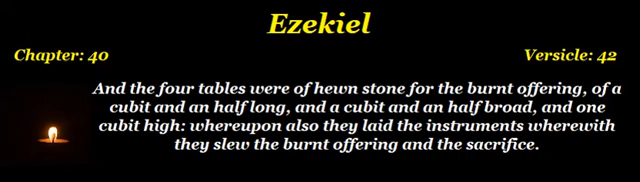 Ezekiel
Chapter: 40 Versicle: 42
And the four tables were of hewn stone for the burnt offering, of a
cubit and an half long, and a cubit and an half broad, and one
cubit high: whereupon also they laid the instruments wherewith
they slew the burnt offering and the sacrifice.